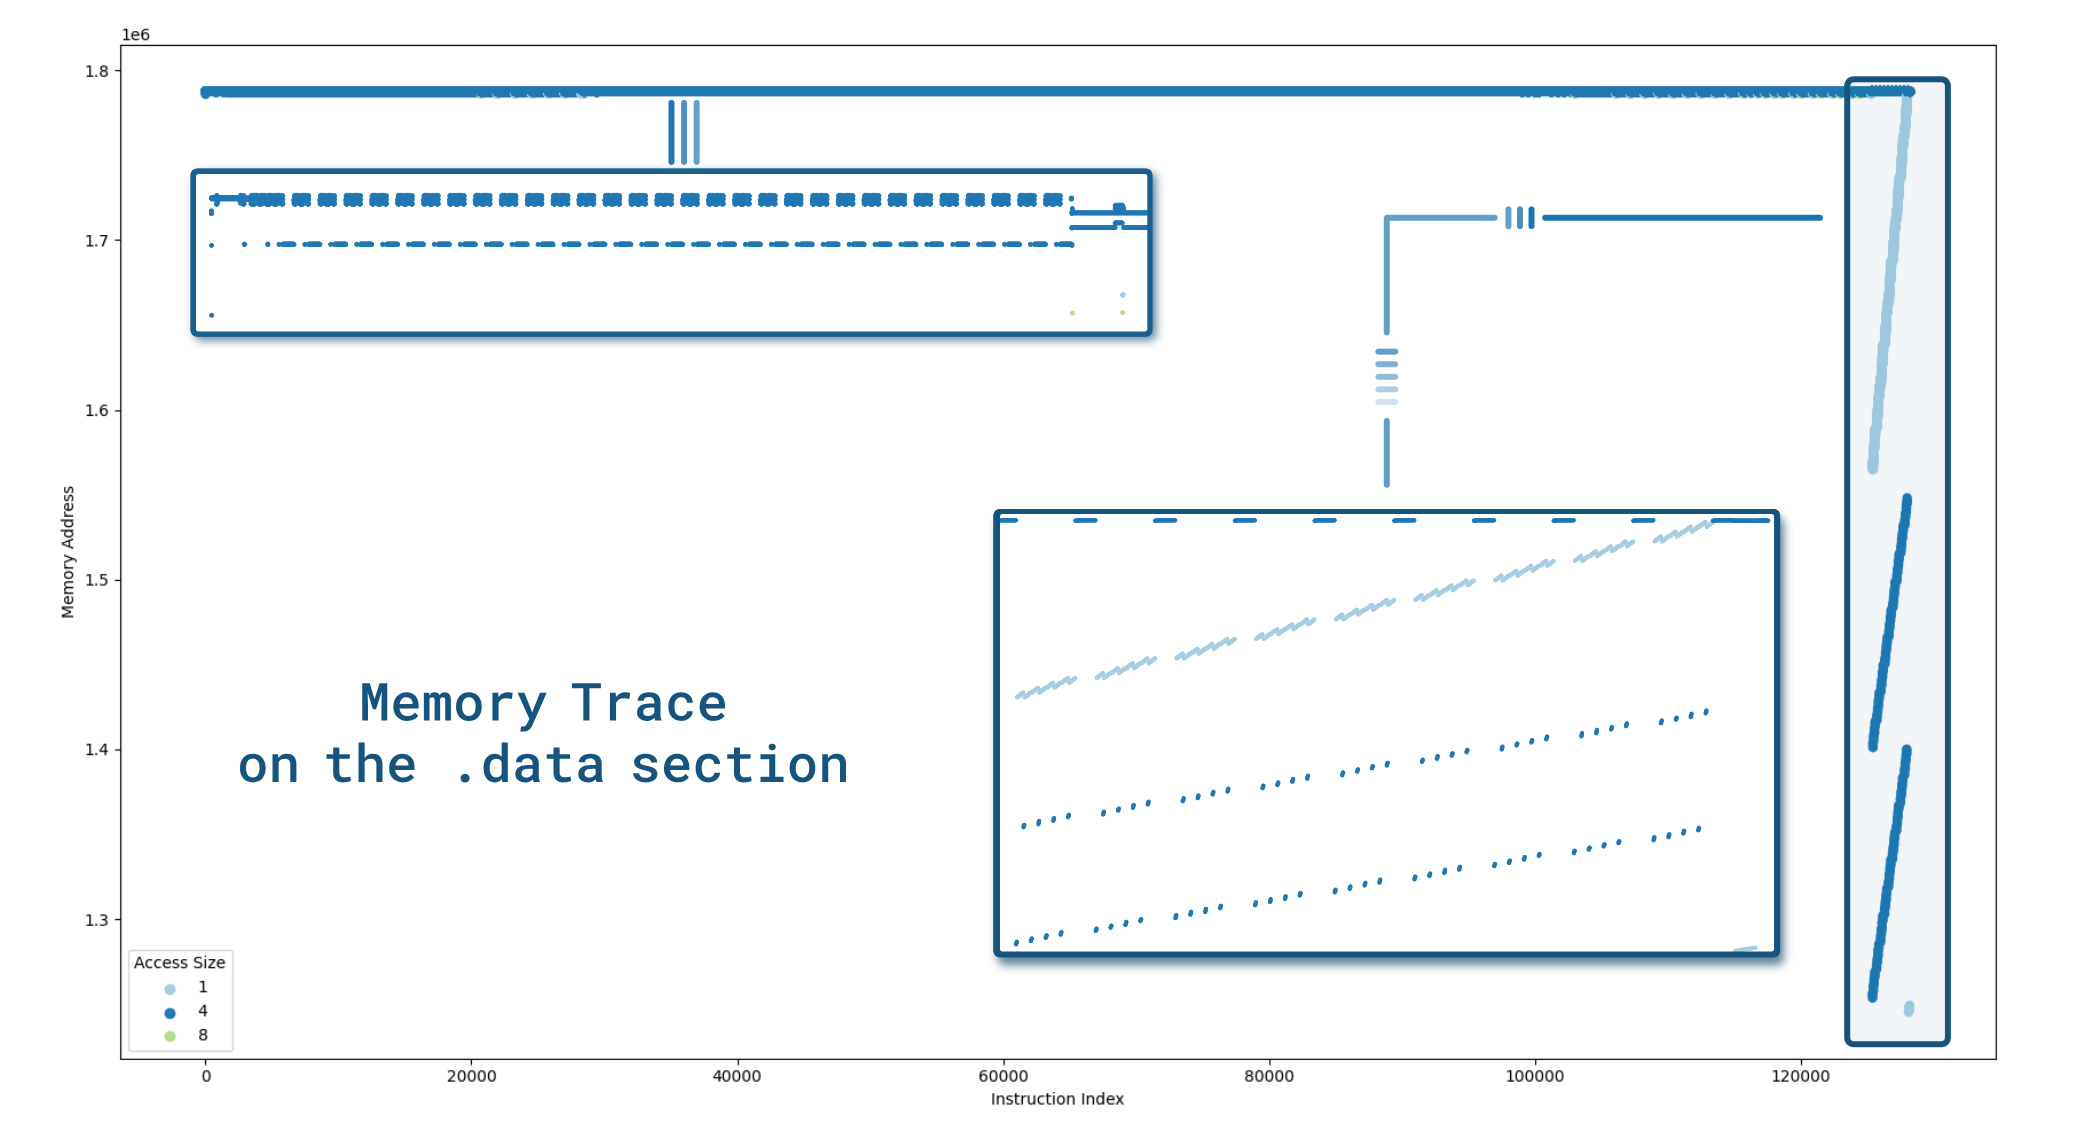 1e6
1.8
1.7
1.6
1.5
1.4
1.3
Memory Address
Memory Trace
on the .data section
Access Size
1
4
8
0
20000
40000
60000
80000
100000
120000
Instruction Index